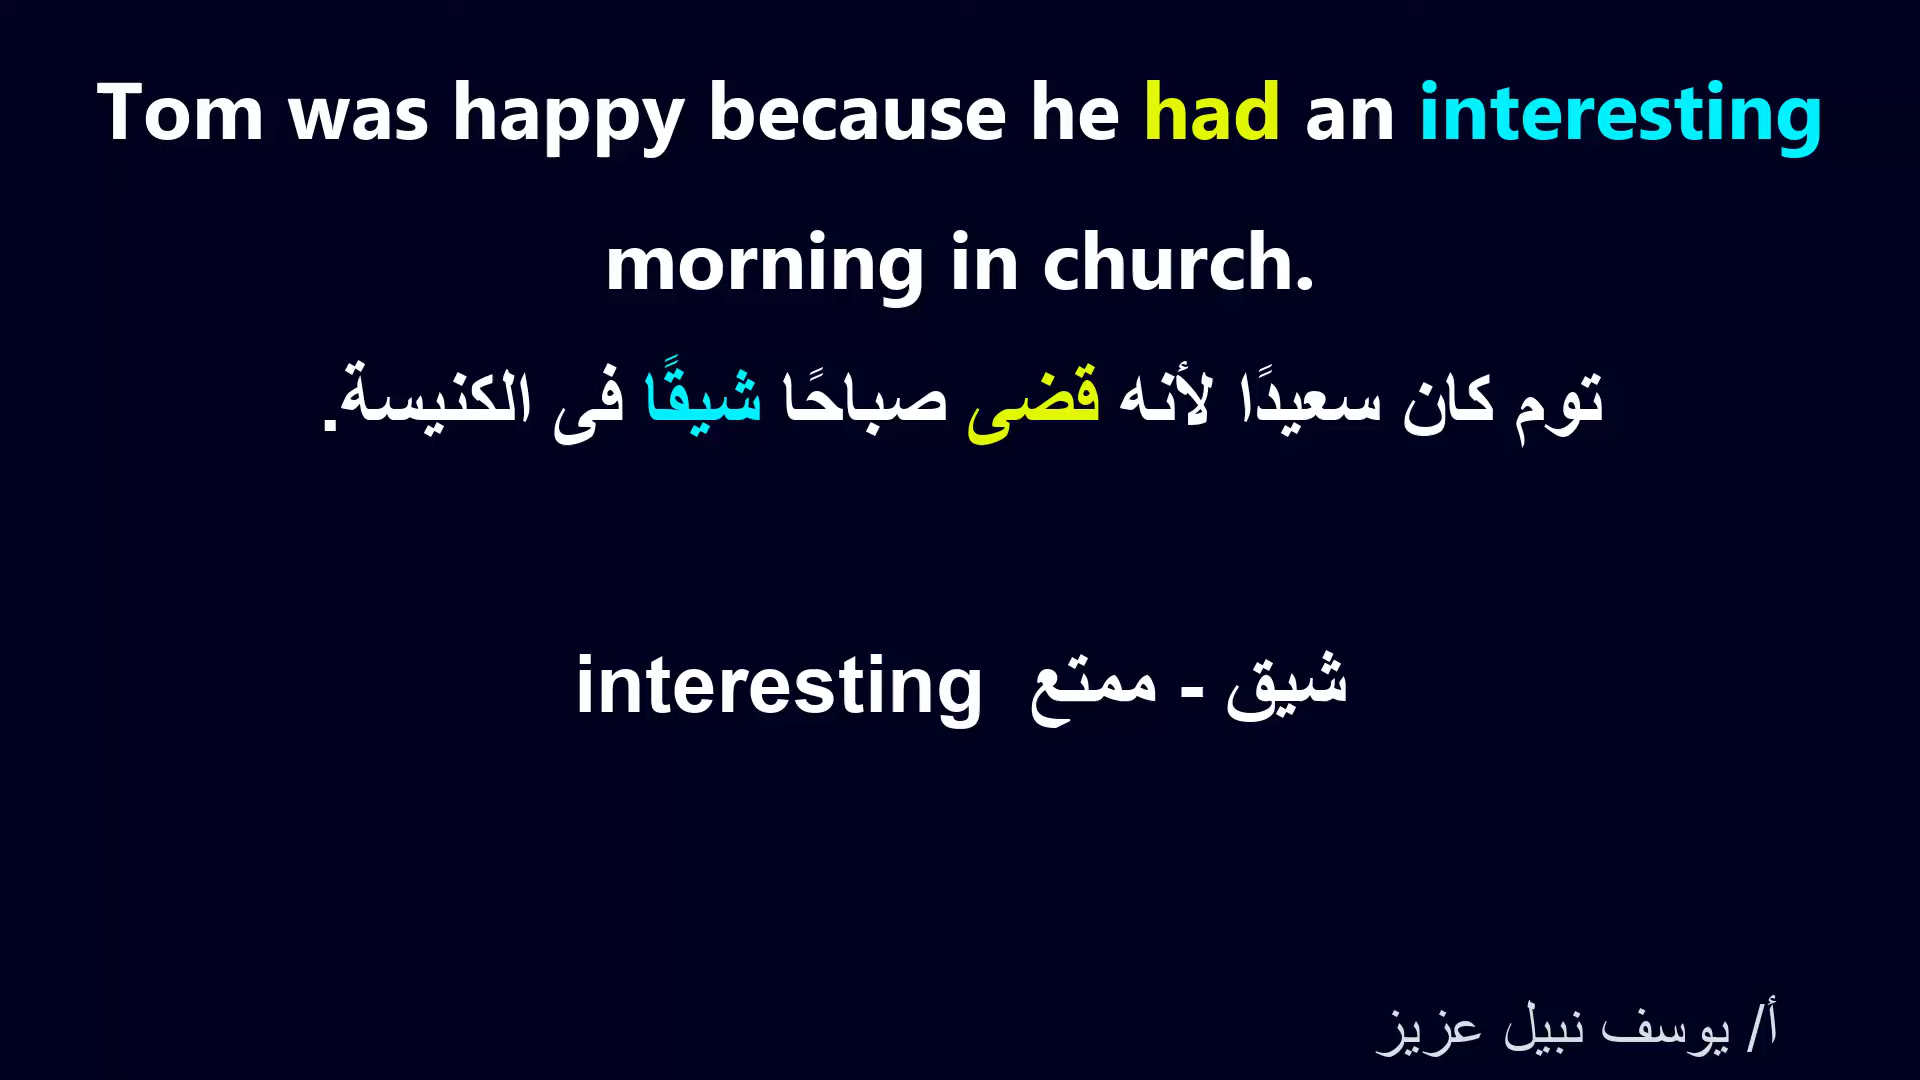 Tom was happy because he had an interesting
morning in church.
توم كان سعيدًا لأنه قضى صباحًا شيقًا فى الكنيسة.
interesting شيق - ممتع
أ/ يوسف نبيل عزيز